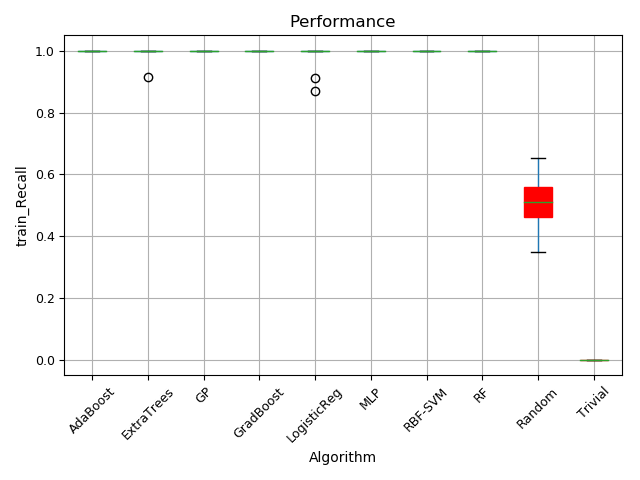 Performance
train_Recall
1.0
0.8
0.6
0.4
0.2
0.0
AdaBoost
ExtraTrees
GP
GradBoost
LogisticReg
MLP
RBF-SVM
RF
Random
Trivial
Algorithm